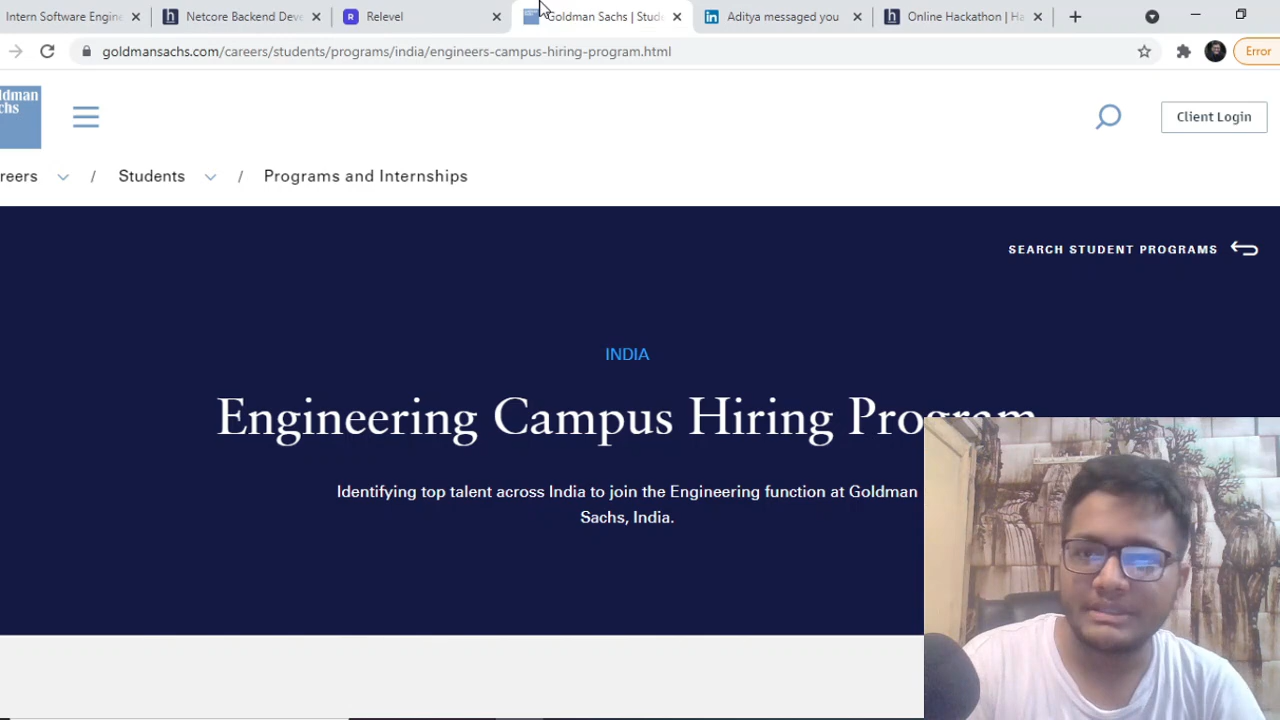 Intern Software Engine
Netcore Backend Deve
Relevel
Goldman Sachs | Stud
Aditya messaged you
Online Hackathon | Ha
goldmansachs.com/careers/students/programs/india/engineers-campus-hiring-program.html
Error
ldman
chs
Client Login
reers / Students / Programs and Internships
SEARCH STUDENT PROGRAMS
INDIA
Engineering Campus Hiring Program
Identifying top talent across India to join the Engineering function at Goldman
Sachs, India.